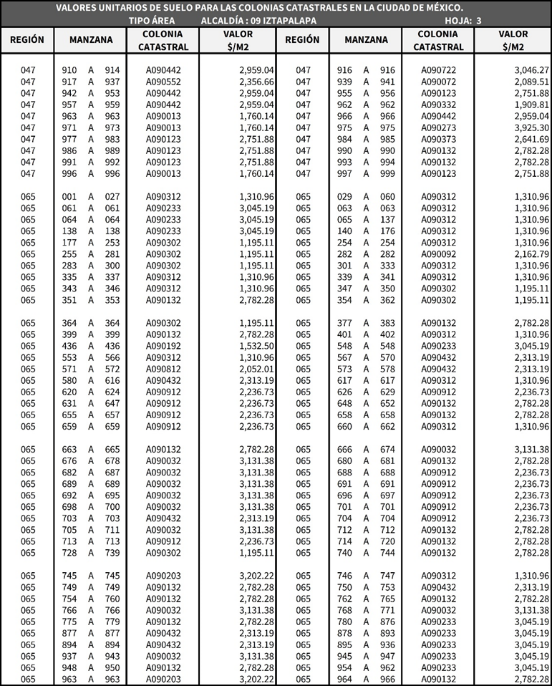 VALORES UNITARIOS DE SUELO PARA LAS COLONIAS CATASTRALES EN LA CIUDAD DE MÉXICO.
TIPO ÁREA ALCALDÍA : 09 IZTAPALAPA HOJA: 3
REGIÓN MANZANA COLONIA CATASTRAL VALOR $/M2 REGIÓN MANZANA COLONIA CATASTRAL VALOR $/M2
047 910 A 914 A090442 2,959.04 047 916 A 916 A090722 3,046.27
047 917 A 937 A090552 2,356.66 047 939 A 941 A090072 2,089.51
047 942 A 953 A090442 2,959.04 047 955 A 956 A090123 2,751.88
047 957 A 959 A090442 2,959.04 047 962 A 962 A090332 1,909.81
047 963 A 963 A090013 1,760.14 047 966 A 966 A090442 2,959.04
047 971 A 973 A090013 1,760.14 047 975 A 975 A090273 3,925.30
047 977 A 983 A090123 2,751.88 047 984 A 985 A090373 2,641.69
047 986 A 989 A090123 2,751.88 047 990 A 990 A090132 2,782.28
047 991 A 992 A090123 2,751.88 047 993 A 994 A090132 2,782.28
047 996 A 996 A090013 1,760.14 047 997 A 999 A090123 2,751.88
065 001 A 027 A090312 1,310.96 065 029 A 060 A090312 1,310.96
065 061 A 061 A090233 3,045.19 065 063 A 063 A090312 1,310.96
065 064 A 064 A090233 3,045.19 065 065 A 137 A090312 1,310.96
065 138 A 138 A090233 3,045.19 065 140 A 176 A090312 1,310.96
065 177 A 253 A090302 1,195.11 065 254 A 254 A090312 1,310.96
065 255 A 281 A090302 1,195.11 065 282 A 282 A090092 2,162.79
065 283 A 300 A090302 1,195.11 065 301 A 333 A090312 1,310.96
065 335 A 337 A090312 1,310.96 065 339 A 341 A090312 1,310.96
065 343 A 346 A090312 1,310.96 065 347 A 350 A090302 1,195.11
065 351 A 353 A090132 2,782.28 065 354 A 362 A090302 1,195.11
065 364 A 364 A090302 1,195.11 065 377 A 383 A090132 2,782.28
065 399 A 399 A090132 2,782.28 065 401 A 402 A090312 1,310.96
065 436 A 436 A090192 1,532.50 065 548 A 548 A090233 3,045.19
065 553 A 566 A090312 1,310.96 065 567 A 570 A090432 2,313.19
065 571 A 572 A090812 2,052.01 065 573 A 578 A090432 2,313.19
065 580 A 616 A090432 2,313.19 065 617 A 617 A090312 1,310.96
065 620 A 624 A090912 2,236.73 065 626 A 629 A090912 2,236.73
065 631 A 647 A090912 2,236.73 065 648 A 652 A090132 2,782.28
065 655 A 657 A090912 2,236.73 065 658 A 658 A090132 2,782.28
065 659 A 659 A090912 2,236.73 065 660 A 662 A090312 1,310.96
065 663 A 665 A090132 2,782.28 065 666 A 674 A090032 3,131.38
065 676 A 678 A090032 3,131.38 065 680 A 681 A090132 2,782.28
065 682 A 687 A090032 3,131.38 065 688 A 688 A090912 2,236.73
065 689 A 689 A090032 3,131.38 065 691 A 691 A090912 2,236.73
065 692 A 695 A090032 3,131.38 065 696 A 697 A090912 2,236.73
065 698 A 700 A090032 3,131.38 065 701 A 701 A090912 2,236.73
065 703 A 703 A090432 2,313.19 065 704 A 704 A090912 2,236.73
065 705 A 711 A090032 3,131.38 065 712 A 712 A090132 2,782.28
065 713 A 713 A090912 2,236.73 065 714 A 720 A090132 2,782.28
065 728 A 739 A090302 1,195.11 065 740 A 744 A090132 2,782.28
065 745 A 745 A090203 3,202.22 065 746 A 747 A090312 1,310.96
065 749 A 749 A090132 2,782.28 065 750 A 753 A090432 2,313.19
065 754 A 760 A090132 2,782.28 065 762 A 765 A090132 2,782.28
065 766 A 766 A090032 3,131.38 065 768 A 771 A090032 3,131.38
065 775 A 779 A090132 2,782.28 065 780 A 876 A090233 3,045.19
065 877 A 877 A090432 2,313.19 065 878 A 893 A090233 3,045.19
065 894 A 894 A090432 2,313.19 065 895 A 936 A090233 3,045.19
065 937 A 943 A090032 3,131.38 065 945 A 947 A090233 3,045.19
065 948 A 950 A090132 2,782.28 065 954 A 962 A090233 3,045.19
065 963 A 963 A090203 3,202.22 065 964 A 966 A090132 2,782.28